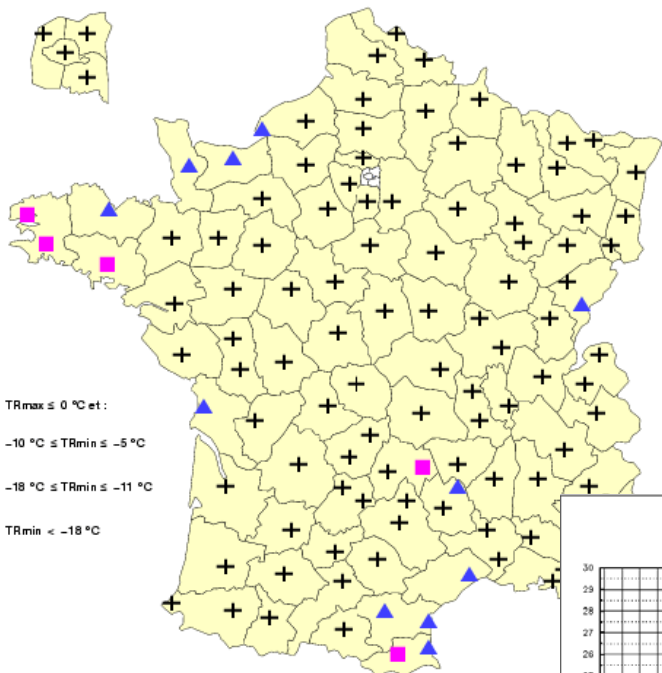 TRmax ≤ 0 °C et :
−10 °C ≤ TRmin ≤ −5 °C
−18 °C ≤ TRmin ≤ −11 °C
TRmin < −18 °C
30
29
28
27
26